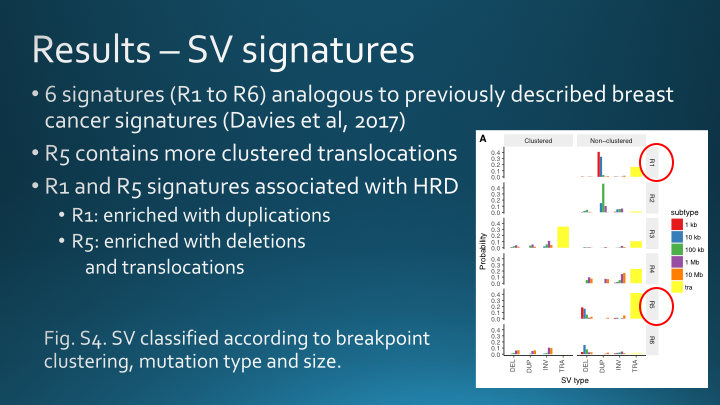 Results – SV signatures
• 6 signatures (R1 to R6) analogous to previously described breast
cancer signatures (Davies et al, 2017)
• R5 contains more clustered translocations
• R1 and R5 signatures associated with HRD
• R1: enriched with duplications
• R5: enriched with deletions
and translocations
Fig. S4. SV classified according to breakpoint
clustering, mutation type and size.
A
Clustered Non−clustered
Probability
0.4
0.3
0.2
0.1
0.0
R1
0.4
0.3
0.2
0.1
0.0
R2
0.4
0.3
0.2
0.1
0.0
R3
0.4
0.3
0.2
0.1
0.0
R4
0.4
0.3
0.2
0.1
0.0
R5
0.4
0.3
0.2
0.1
0.0
R6
DEL DUP INV TRA DEL DUP INV TRA
SV type
subtype
1 kb
10 kb
100 kb
1 Mb
10 Mb
tra